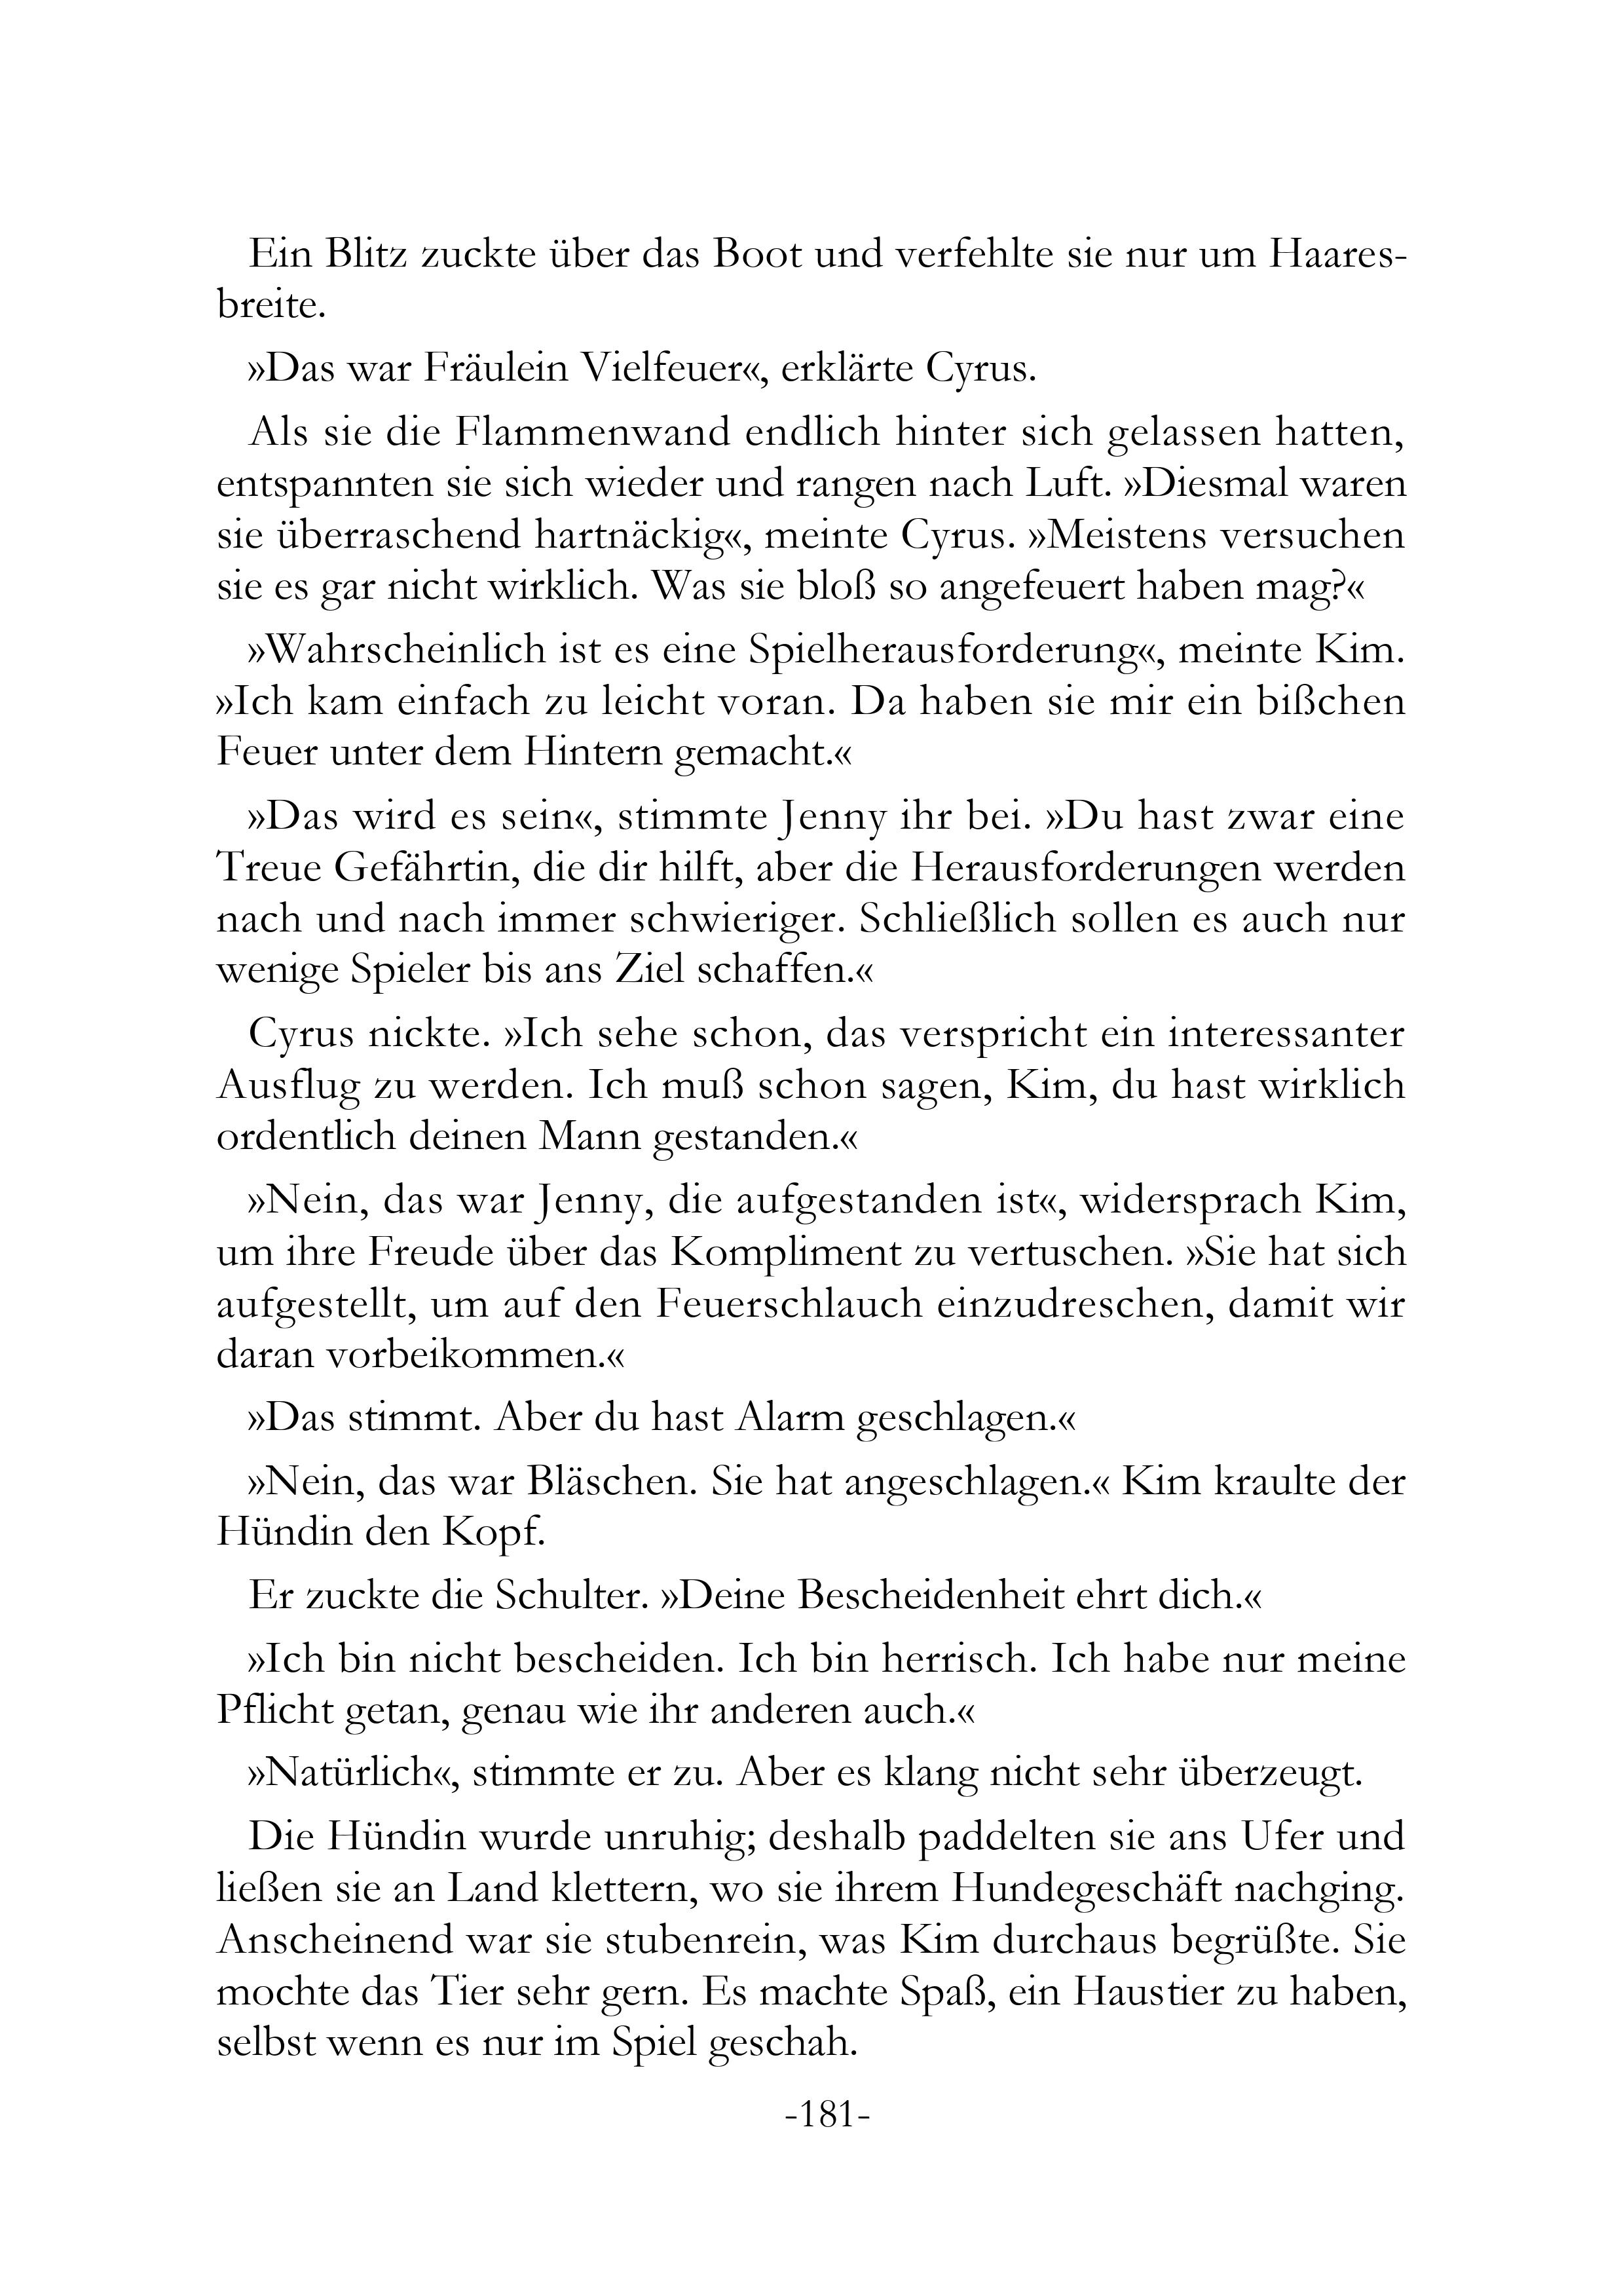 Ein Blitz zuckte über das Boot und verfehlte sie nur um Haares-
breite.
»Das war Fräulein Vielfeuer«, erklärte Cyrus.
Als sie die Flammenwand endlich hinter sich gelassen hatten,
entspannten sie sich wieder und rangen nach Luft. »Diesmal waren
sie überraschend hartnäckig«, meinte Cyrus. »Meistens versuchen
sie es gar nicht wirklich. Was sie bloß so angefeuert haben mag?«
»Wahrscheinlich ist es eine Spielherausforderung«, meinte Kim.
»Ich kam einfach zu leicht voran. Da haben sie mir ein bißchen
Feuer unter dem Hintern gemacht.«
»Das wird es sein«, stimmte Jenny ihr bei. »Du hast zwar eine
Treue Gefährtin, die dir hilft, aber die Herausforderungen werden
nach und nach immer schwieriger. Schließlich sollen es auch nur
wenige Spieler bis ans Ziel schaffen.«
Cyrus nickte. »Ich sehe schon, das verspricht ein interessanter
Ausflug zu werden. Ich muß schon sagen, Kim, du hast wirklich
ordentlich deinen Mann gestanden.«
»Nein, das war Jenny, die aufgestanden ist«, widersprach Kim,
um ihre Freude über das Kompliment zu vertuschen. »Sie hat sich
aufgestellt, um auf den Feuerschlauch einzudreschen, damit wir
daran vorbeikommen.«
»Das stimmt. Aber du hast Alarm geschlagen.«
»Nein, das war Bläschen. Sie hat angeschlagen.« Kim kraulte der
Hündin den Kopf.
Er zuckte die Schulter. »Deine Bescheidenheit ehrt dich.«
»Ich bin nicht bescheiden. Ich bin herrisch. Ich habe nur meine
Pflicht getan, genau wie ihr anderen auch.«
»Natürlich«, stimmte er zu. Aber es klang nicht sehr überzeugt.
Die Hündin wurde unruhig; deshalb paddelten sie ans Ufer und
ließen sie an Land klettern, wo sie ihrem Hundegeschäft nachging.
Anscheinend war sie stubenrein, was Kim durchaus begrüßte. Sie
mochte das Tier sehr gern. Es machte Spaß, ein Haustier zu haben,
selbst wenn es nur im Spiel geschah.
-181-